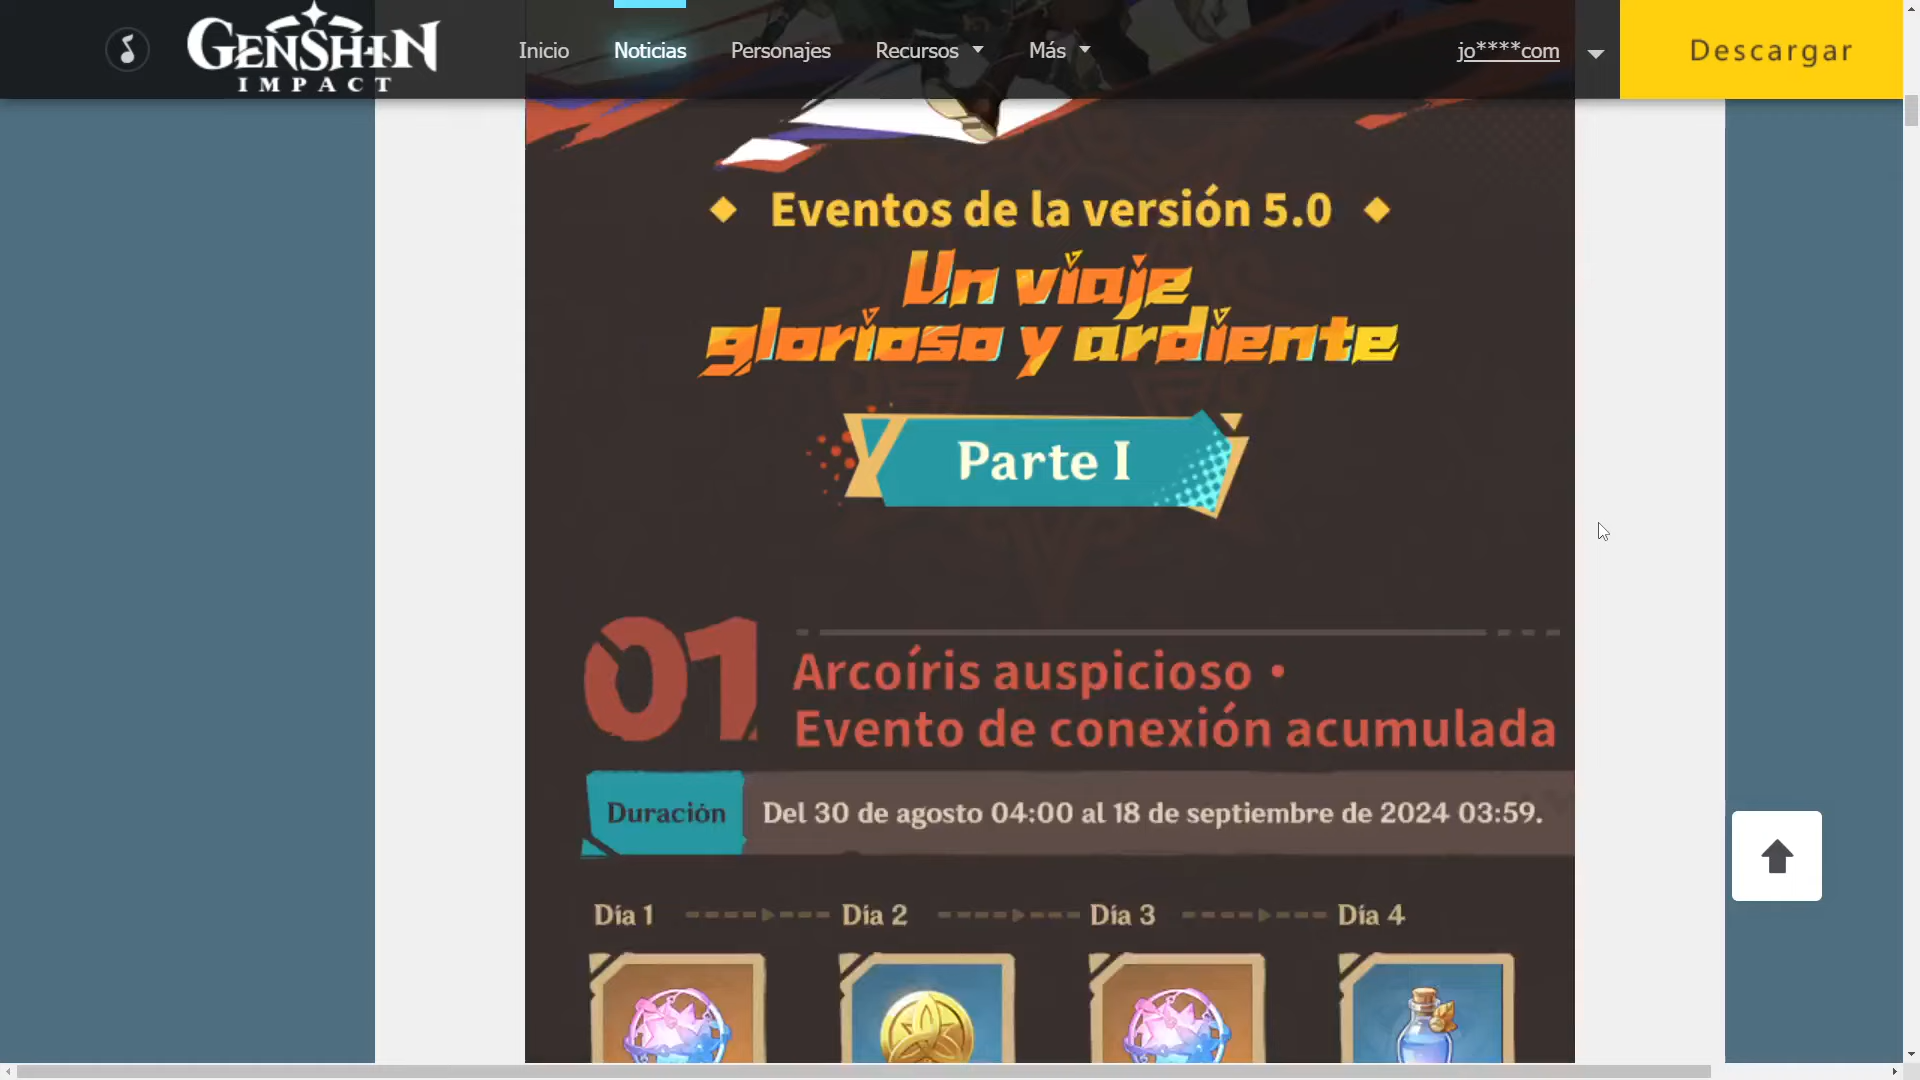 GENSHIN
IMPACT
Inicio
Noticias
Personajes
Recursos
Más
jo****com
Descargar
Eventos de la versión 5.0
Un viaje
glorioso y ardiente
Parte I
01
Arcoíris auspicioso •
Evento de conexión acumulada
Duración
Del 30 de agosto 04:00 al 18 de septiembre de 2024 03:59.
Día 1
Día 2
Día 3
Día 4